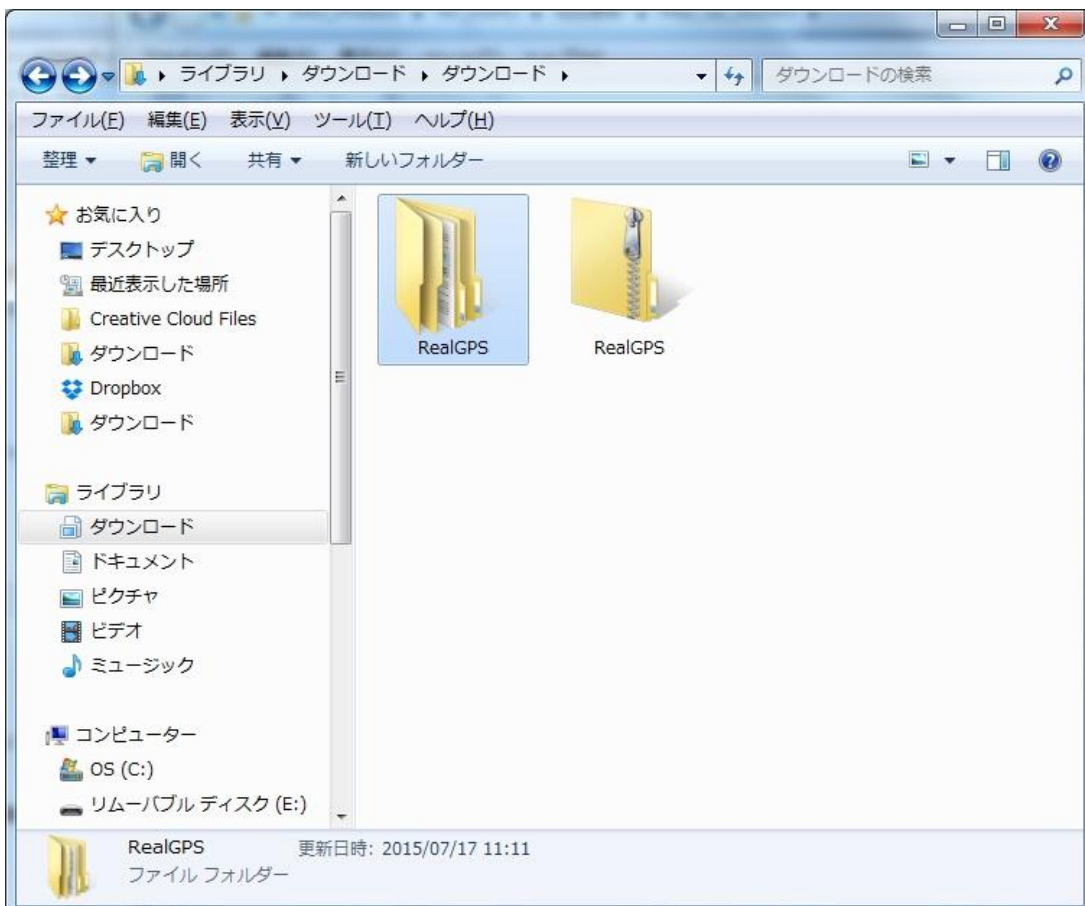 ライブラリ ▸ ダウンロード ▸ ダウンロード ▸
ダウンロードの検索
ファイル(F) 編集(E) 表示(V) ツール(T) ヘルプ(H)
整理 開く 共有 新しいフォルダー
お気に入り
デスクトップ
最近表示した場所
Creative Cloud Files
ダウンロード
Dropbox
ダウンロード
ライブラリ
ダウンロード
ドキュメント
ピクチャ
ビデオ
ミュージック
コンピューター
OS (C:)
リムーバブル ディスク (E:)
RealGPS
RealGPS
RealGPS 更新日時: 2015/07/17 11:11
ファイル フォルダー